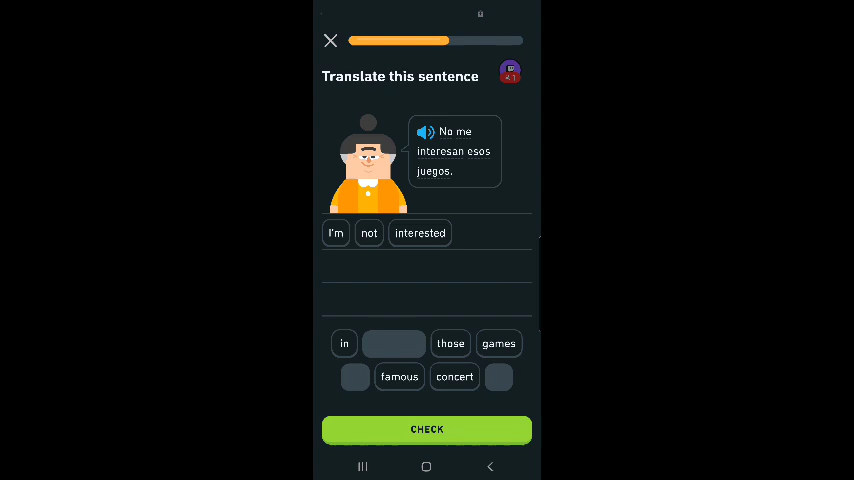 Translate this sentence
No me
interesan esos
juegos.
I'm not interested
in those games
famous concert
CHECK